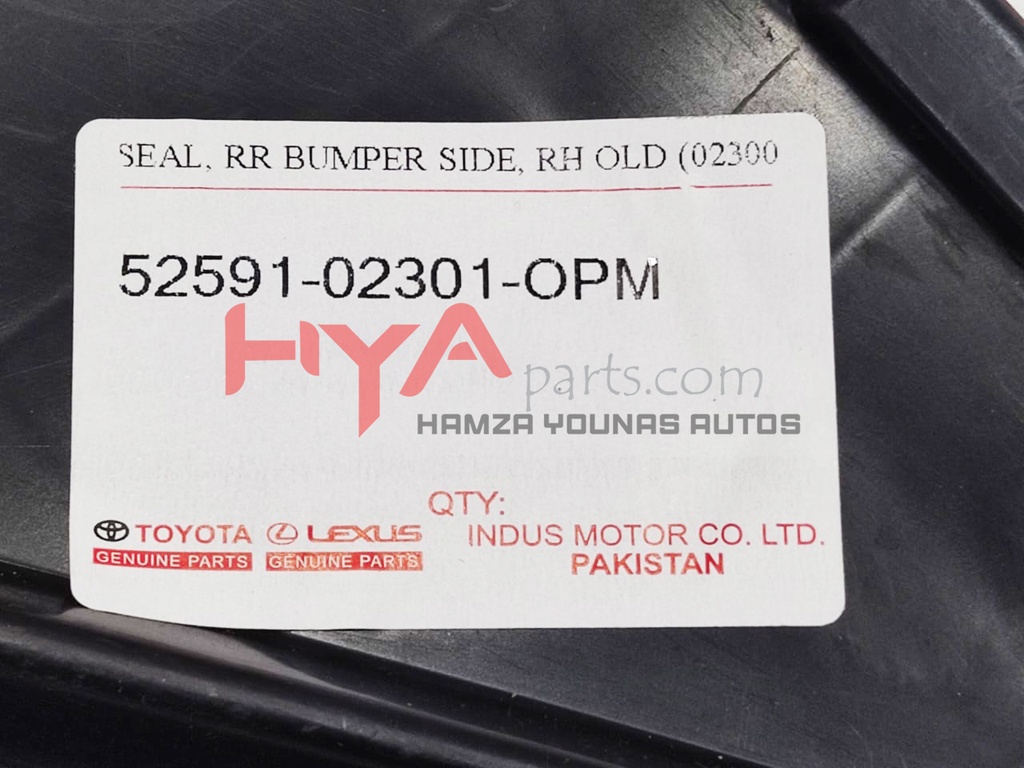 SEAL, RR BUMPER SIDE, RH OLD (02300
52591-02301-OPM
HYA parts.com
HAMZA YOUNAS AUTOS
QTY:
TOYOTA LEXUS INDUS MOTOR CO. LTD.
GENUINE PARTS GENUINE PARTS PAKISTAN